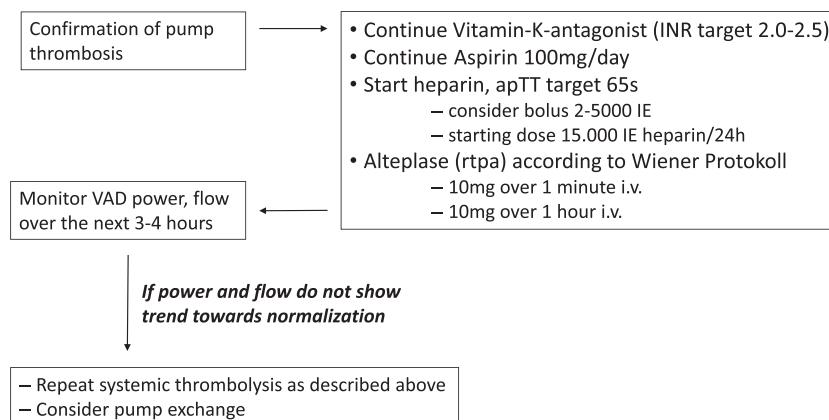 Confirmation of pump
thrombosis
• Continue Vitamin-K-antagonist (INR target 2.0-2.5)
• Continue Aspirin 100mg/day
• Start heparin, apTT target 65s
– consider bolus 2-5000 IE
– starting dose 15.000 IE heparin/24h
• Alteplase (rtpa) according to Wiener Protokoll
– 10mg over 1 minute i.v.
– 10mg over 1 hour i.v.
Monitor VAD power, flow
over the next 3-4 hours
If power and flow do not show
trend towards normalization
– Repeat systemic thrombolysis as described above
– Consider pump exchange